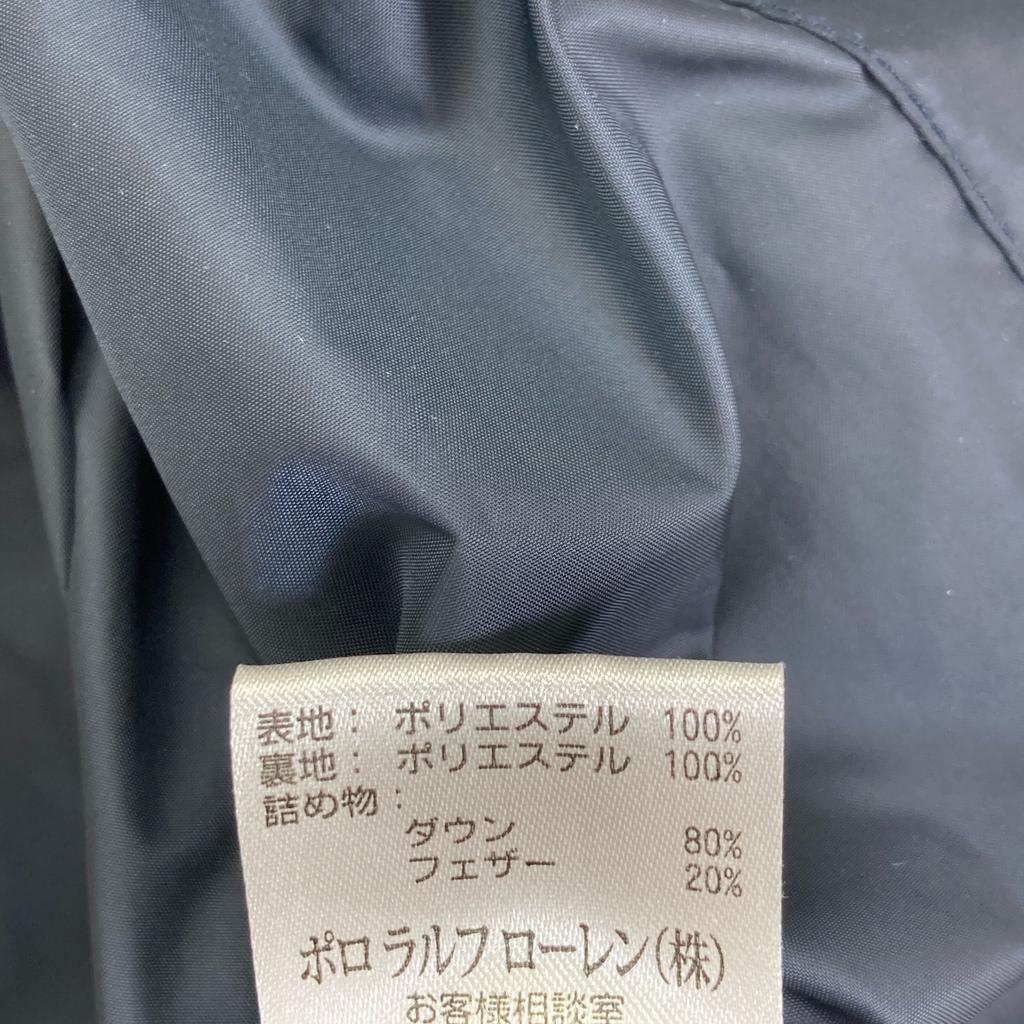 表地： ポリエステル 100%
裏地： ポリエステル 100%
詰め物：
ダウン 80%
フェザー 20%
ポロ ラルフ ローレン(株)
お客様相談室